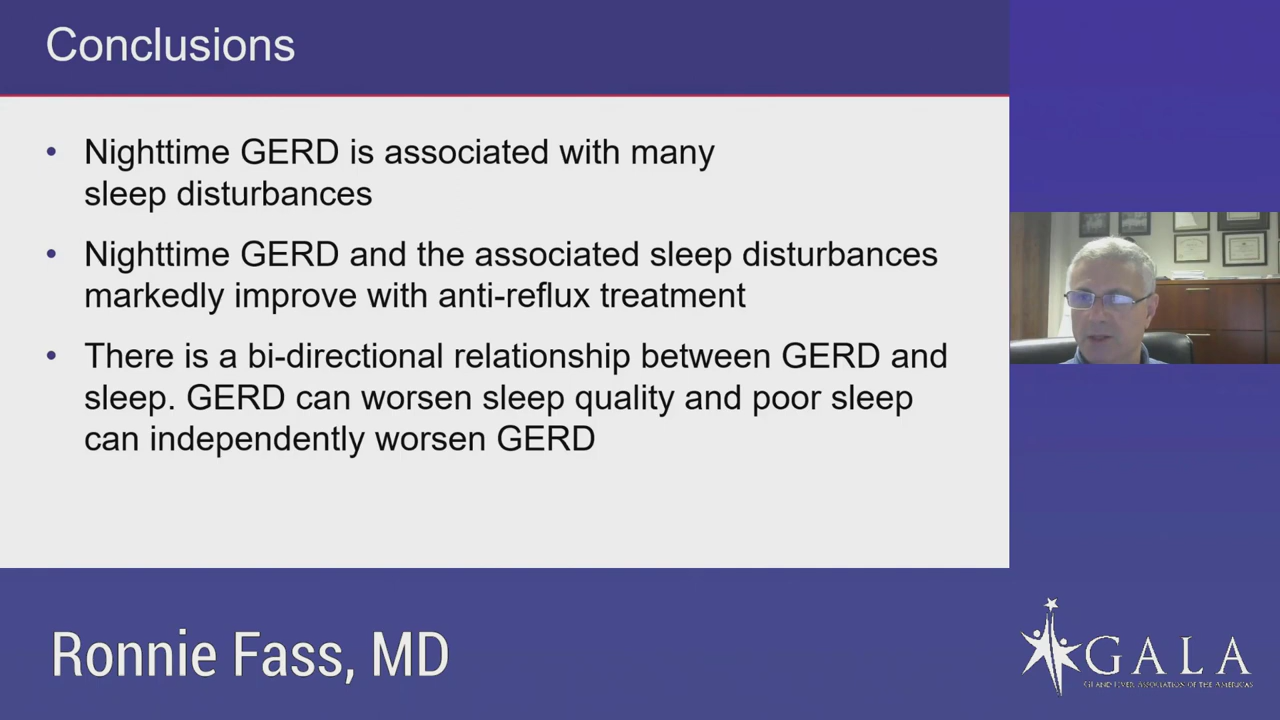 Conclusions
• Nighttime GERD is associated with many
sleep disturbances
• Nighttime GERD and the associated sleep disturbances
markedly improve with anti-reflux treatment
• There is a bi-directional relationship between GERD and
sleep. GERD can worsen sleep quality and poor sleep
can independently worsen GERD
Ronnie Fass, MD
GALA
GI AND LIVER ASSOCIATION OF THE AMERICAS